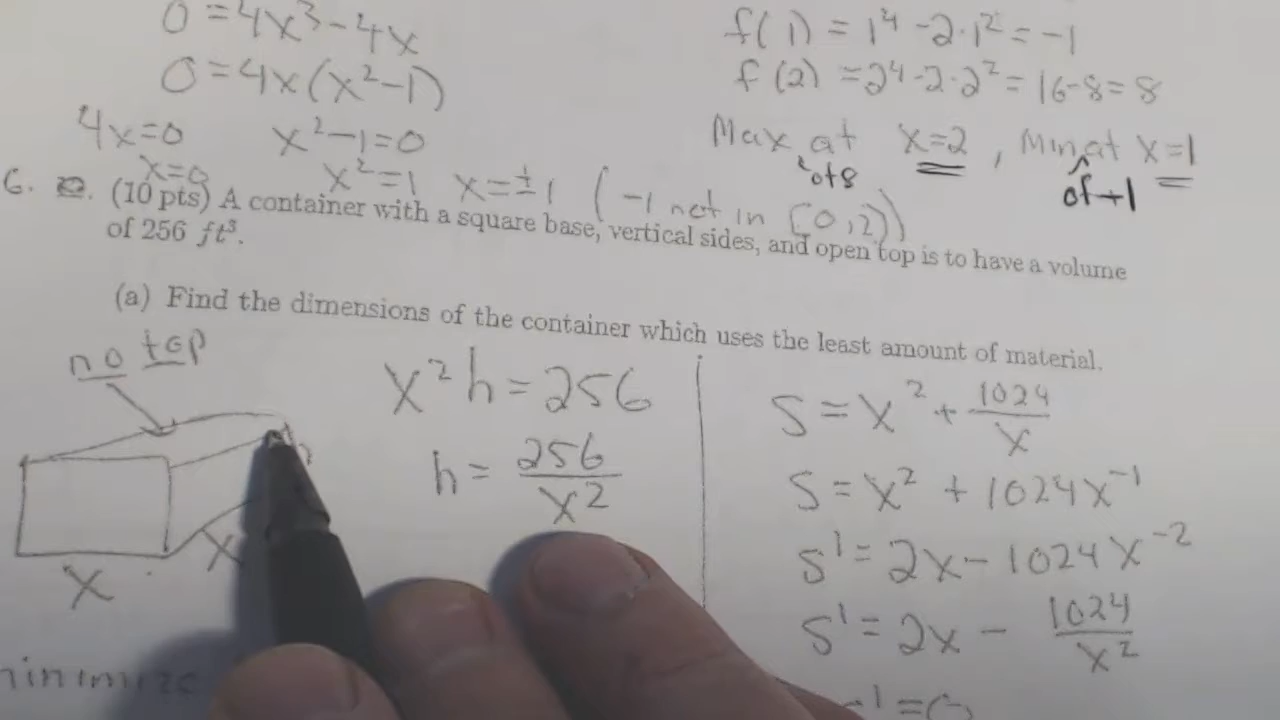 0 = 4x³ - 4x
0 = 4x(x² - 1)
4x = 0
x² - 1 = 0
x = 0
x² = 1
x = ±1
( -1 not in [0, 2])
f(1) = 1⁴ - 2·1² = -1
f(2) = 2⁴ - 2·2² = 16 - 8 = 8
Max at x = 2, Min at x = 1
of 8
6. (10 pts) A container with a square base, vertical sides, and open top is to have a volume
of 256 ft³.
(a) Find the dimensions of the container which uses the least amount of material.
no top
x
x
x² h = 256
h = 256/x²
S = x² + 1024/x
S = x² + 1024x⁻¹
S' = 2x - 1024x⁻²
S' = 2x - 1024/x²